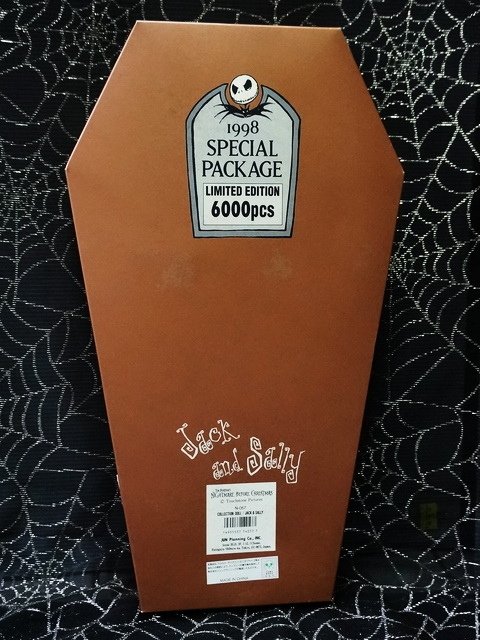 1998
SPECIAL
PACKAGE
LIMITED EDITION
6000pcs
Jack
and Sally
NIGHTMARE BEFORE CHRISTMAS
© Touchstone Pictures
COLLECTION DOLL : JACK & SALLY
JUN Planning Co., INC.
MADE IN CHINA